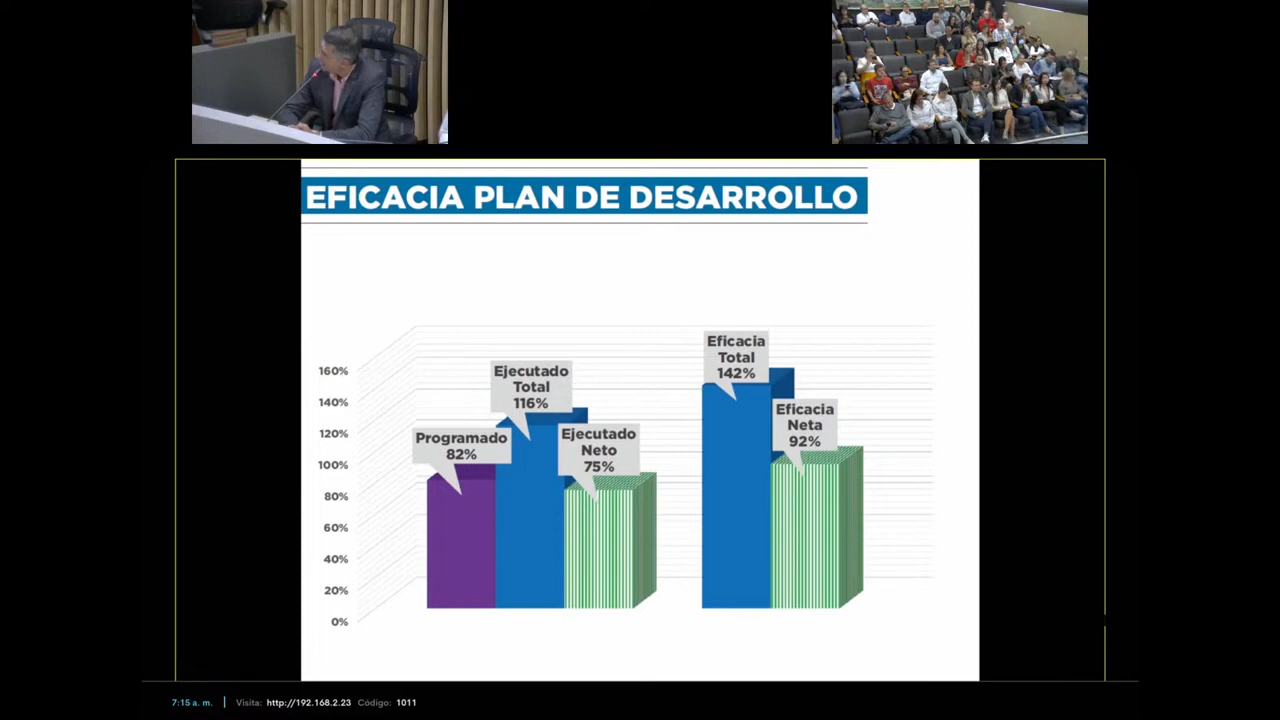 EFICACIA PLAN DE DESARROLLO
160%
140%
120%
100%
80%
60%
40%
20%
0%
Programado
82%
Ejecutado
Total
116%
Ejecutado
Neto
75%
Eficacia
Total
142%
Eficacia
Neta
92%
7:15 a. m. | Visita: http://192.168.2.23 Código: 1011